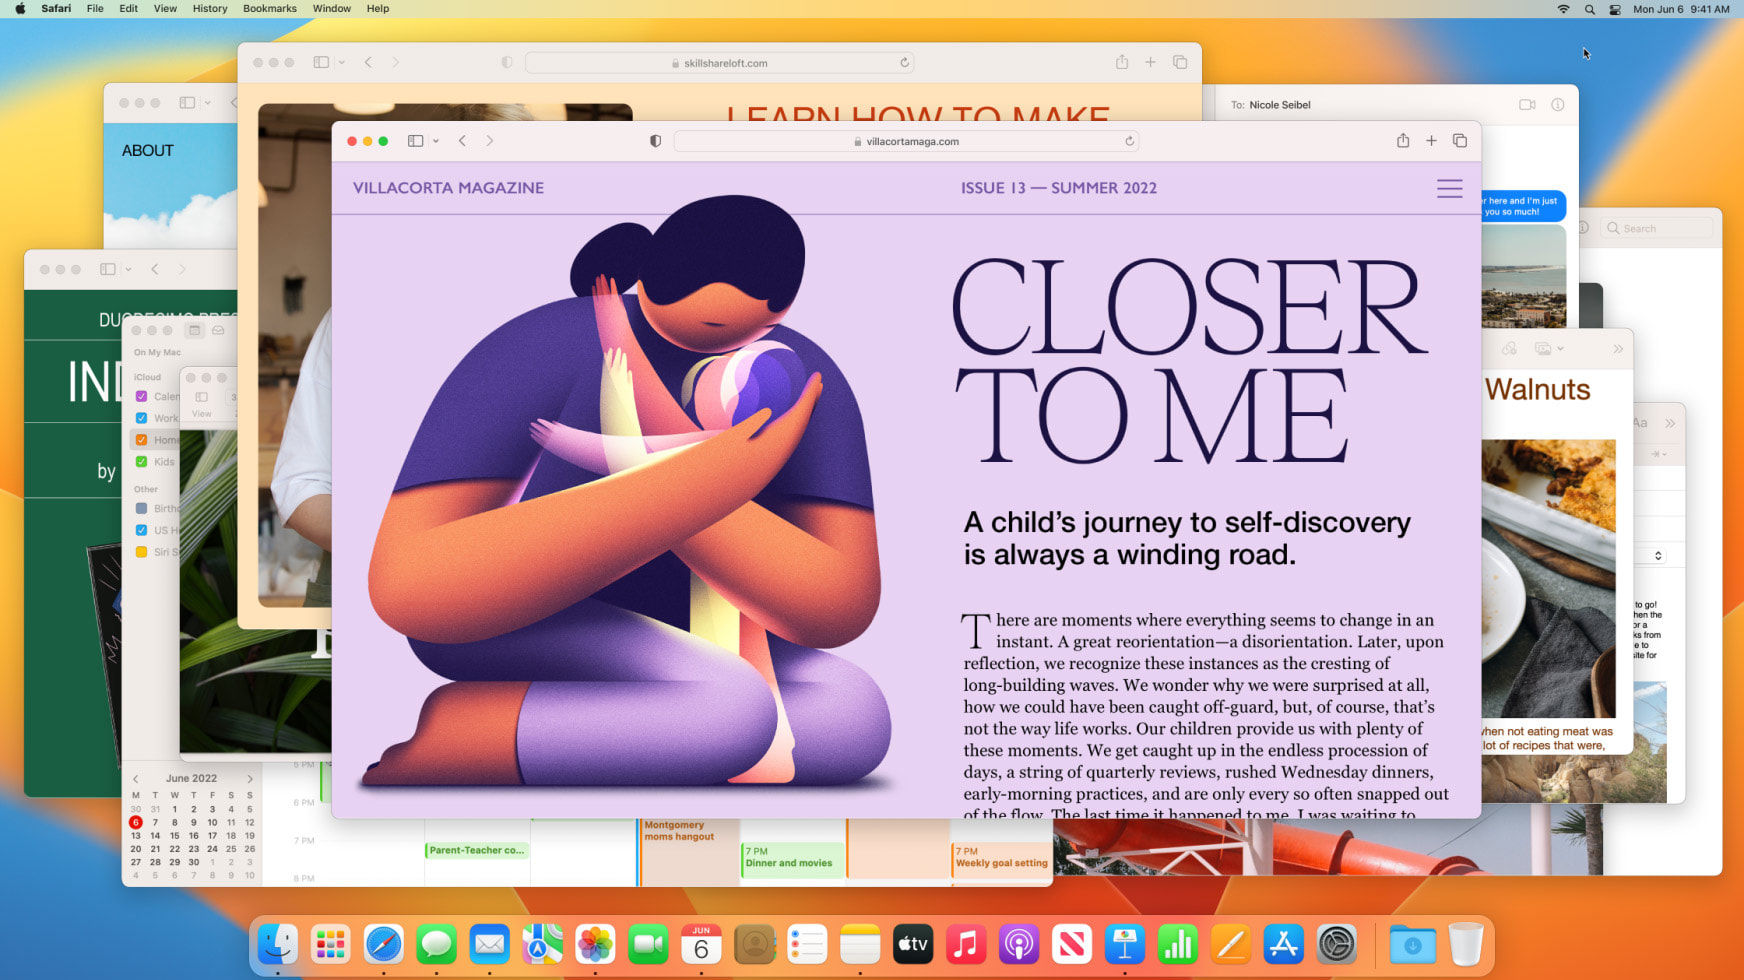 Safari File Edit View History Bookmarks Window Help
Mon Jun 6 9:41 AM
skillshareloft.com
LEARN HOW TO MAKE
To: Nicole Seibel
ABOUT
villacortamaga.com
VILLACORTA MAGAZINE
ISSUE 13 — SUMMER 2022
here and I'm just
you so much!
Search
CLOSER
TO ME
A child's journey to self-discovery
is always a winding road.
There are moments where everything seems to change in an
instant. A great reorientation—a disorientation. Later, upon
reflection, we recognize these instances as the cresting of
long-building waves. We wonder why we were surprised at all,
how we could have been caught off-guard, but, of course, that's
not the way life works. Our children provide us with plenty of
these moments. We get caught up in the endless procession of
days, a string of quarterly reviews, rushed Wednesday dinners,
early-morning practices, and are only every so often snapped out
of the flow. The last time it happened to me, I was waiting to
by
On My Mac
iCloud
Work
Home
Kids
Other
US
Siri
View
Walnuts
Aa
to go!
from
to
site for
when not eating meat was
lot of recipes that were,
June 2022
M T W T F S S
30 31 1 2 3 4 5
6 7 8 9 10 11 12
13 14 15 16 17 18 19
20 21 22 23 24 25 26
27 28 29 30 1 2 3
4 5 6 7 8 9 10
5 PM
6 PM
7 PM
8 PM
Parent-Teacher co...
Montgomery
moms hangout
7 PM
Dinner and movies
7 PM
Weekly goal setting
JUN
6
tv